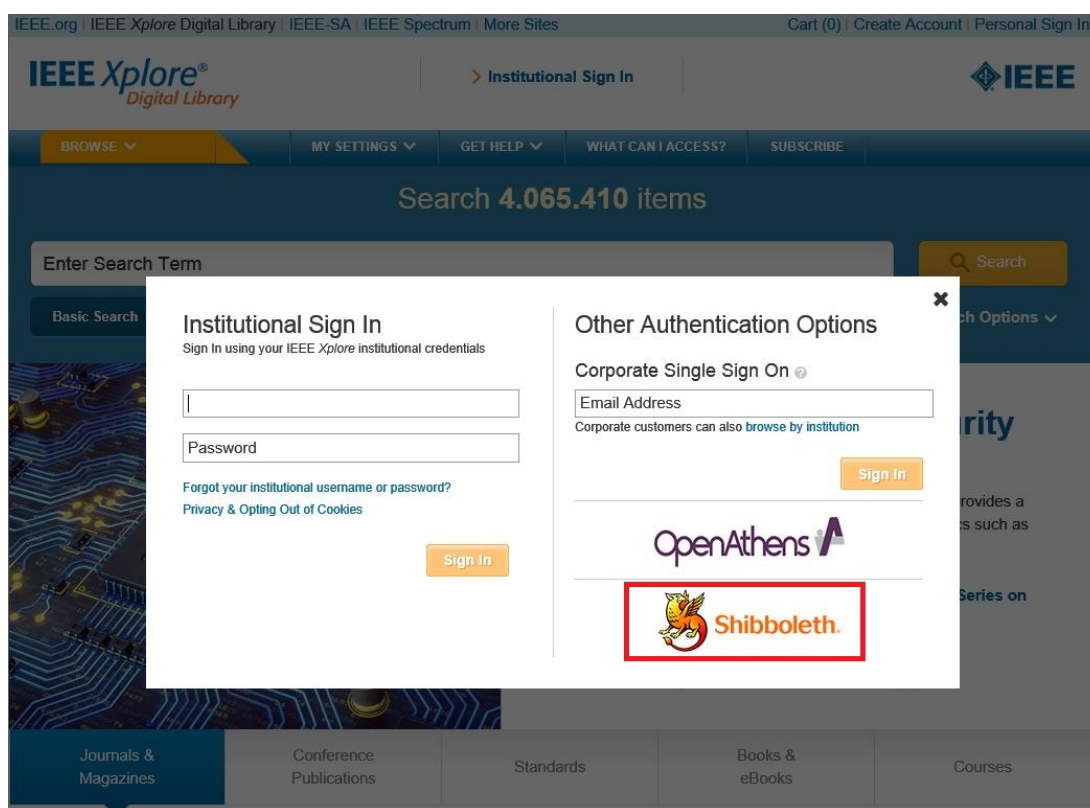 IEEE.org | IEEE Xplore Digital Library | IEEE-SA | IEEE Spectrum | More Sites
Cart (0) | Create Account | Personal Sign In
IEEE Xplore®
Digital Library
> Institutional Sign In
IEEE
BROWSE
MY SETTINGS
GET HELP
WHAT CAN I ACCESS?
SUBSCRIBE
Search 4.065.410 items
Enter Search Term
Search
Basic Search
ch Options
Institutional Sign In
Sign In using your IEEE Xplore institutional credentials
Password
Forgot your institutional username or password?
Privacy & Opting Out of Cookies
Sign In
Other Authentication Options
Corporate Single Sign On ?
Email Address
Corporate customers can also browse by institution
Sign In
OpenAthens
Shibboleth.
rity
rovides a
cs such as
Series on
Journals &
Magazines
Conference
Publications
Standards
Books &
eBooks
Courses